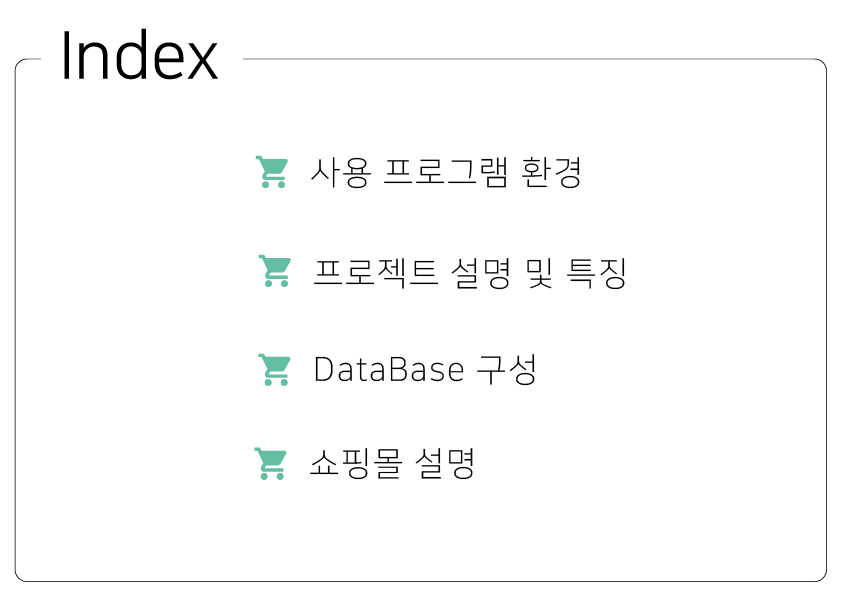 Index
사용 프로그램 환경
프로젝트 설명 및 특징
DataBase 구성
쇼핑몰 설명